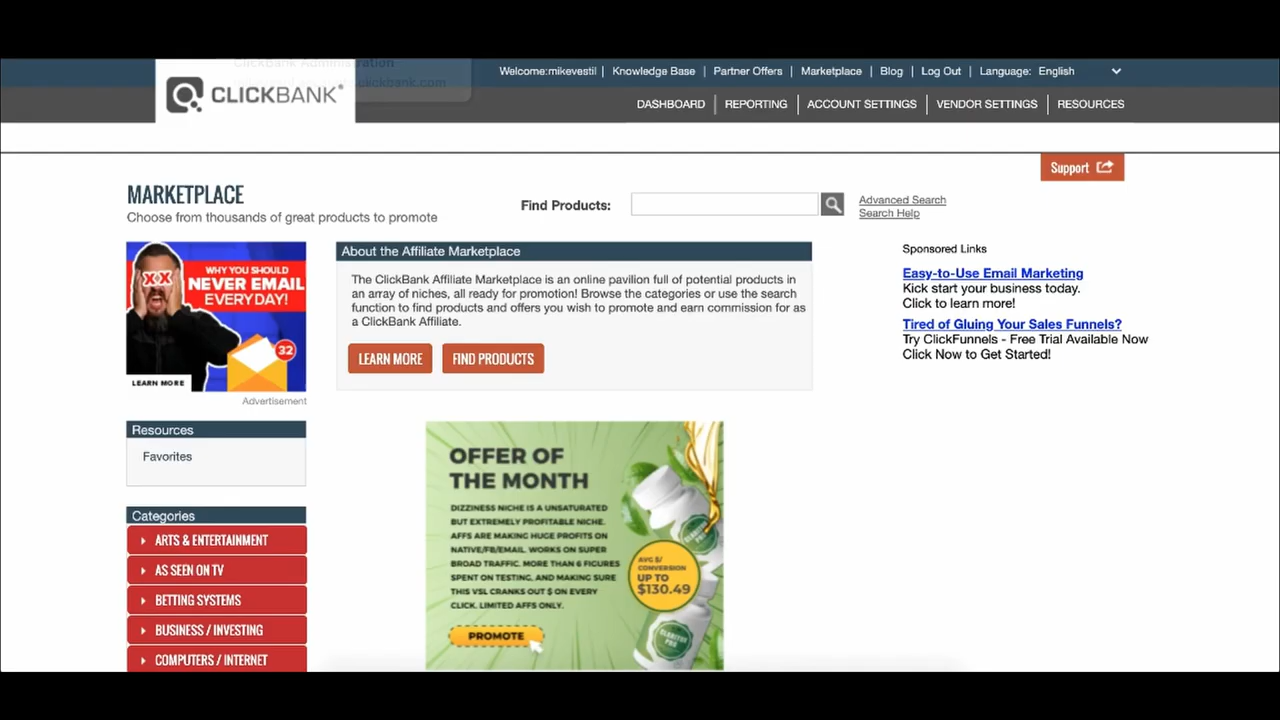 ClickBank Administration
Welcome:mikevestil | Knowledge Base | Partner Offers | Marketplace | Blog | Log Out | Language: English
CLICKBANK®
DASHBOARD | REPORTING | ACCOUNT SETTINGS | VENDOR SETTINGS | RESOURCES
Support
MARKETPLACE
Choose from thousands of great products to promote
Find Products:
Advanced Search
Search Help
XX
WHY YOU SHOULD
NEVER EMAIL
EVERYDAY!
32
LEARN MORE
Advertisement
About the Affiliate Marketplace
The ClickBank Affiliate Marketplace is an online pavilion full of potential products in
an array of niches, all ready for promotion! Browse the categories or use the search
function to find products and offers you wish to promote and earn commission for as
a ClickBank Affiliate.
LEARN MORE
FIND PRODUCTS
Sponsored Links
Easy-to-Use Email Marketing
Kick start your business today.
Click to learn more!
Tired of Gluing Your Sales Funnels?
Try ClickFunnels - Free Trial Available Now
Click Now to Get Started!
Resources
Favorites
Categories
ARTS & ENTERTAINMENT
AS SEEN ON TV
BETTING SYSTEMS
BUSINESS / INVESTING
COMPUTERS / INTERNET
OFFER OF
THE MONTH
DIZZINESS NICHE IS A UNSATURATED
BUT EXTREMELY PROFITABLE NICHE.
AFFS ARE MAKING HUGE PROFITS ON
NATIVE/FB/EMAIL. WORKS ON SUPER
BROAD TRAFFIC. MORE THAN 6 FIGURES
SPENT ON TESTING, AND MAKING SURE
THIS VSL CRANKS OUT $ ON EVERY
CLICK. LIMITED AFFS ONLY.
AVG $/
CONVERSION
UP TO
$130.49
PROMOTE
CLARITOX
PRO